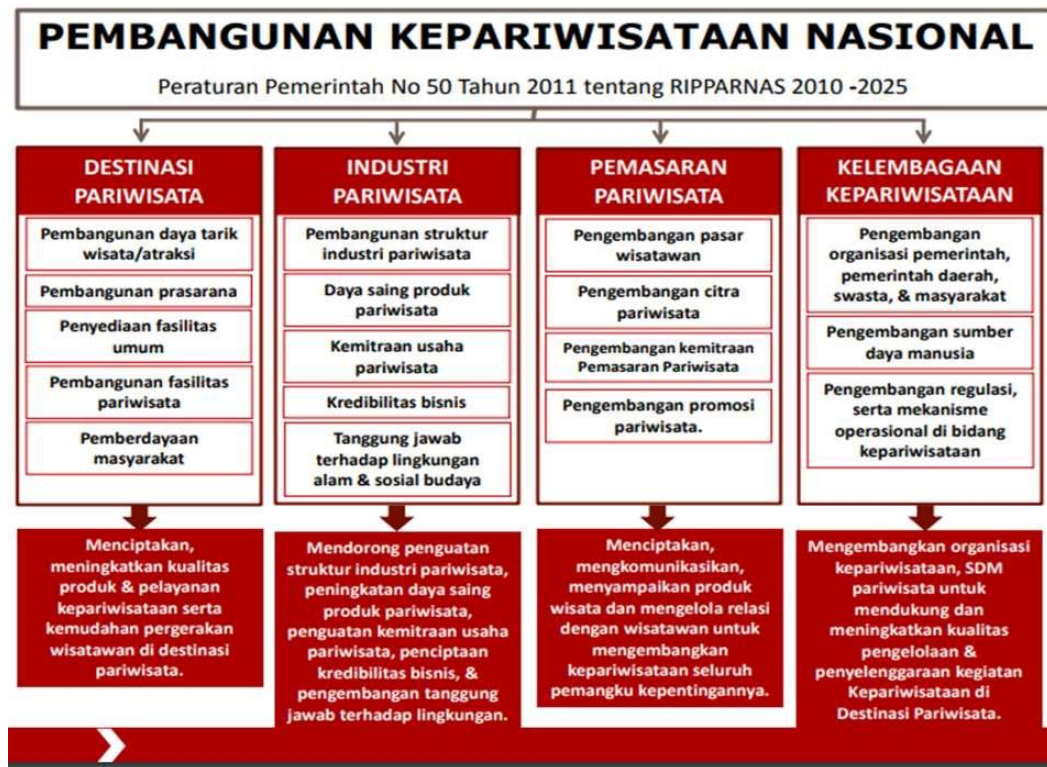 PEMBANGUNAN KEPARIWISATAAN NASIONAL
Peraturan Pemerintah No 50 Tahun 2011 tentang RIPPARNAS 2010 -2025
DESTINASI
PARIWISATA
Pembangunan daya tarik
wisata/atraksi
Pembangunan prasarana
Penyediaan fasilitas
umum
Pembangunan fasilitas
pariwisata
Pemberdayaan
masyarakat
Menciptakan,
meningkatkan kualitas
produk & pelayanan
kepariwisataan serta
kemudahan pergerakan
wisatawan di destinasi
pariwisata.
INDUSTRI
PARIWISATA
Pembangunan struktur
industri pariwisata
Daya saing produk
pariwisata
Kemitraan usaha
pariwisata
Kredibilitas bisnis
Tanggung jawab
terhadap lingkungan
alam & sosial budaya
Mendorong penguatan
struktur industri pariwisata,
peningkatan daya saing
produk pariwisata,
penguatan kemitraan usaha
pariwisata, penciptaan
kredibilitas bisnis, &
pengembangan tanggung
jawab terhadap lingkungan.
PEMASARAN
PARIWISATA
Pengembangan pasar
wisatawan
Pengembangan citra
pariwisata
Pengembangan kemitraan
Pemasaran Pariwisata
Pengembangan promosi
pariwisata.
Menciptakan,
mengkomunikasikan,
menyampaikan produk
wisata dan mengelola relasi
dengan wisatawan untuk
mengembangkan
kepariwisataan seluruh
pemangku kepentingannya.
KELEMBAGAAN
KEPARIWISATAAN
Pengembangan
organisasi pemerintah,
pemerintah daerah,
swasta, & masyarakat
Pengembangan sumber
daya manusia
Pengembangan regulasi,
serta mekanisme
operasional di bidang
kepariwisataan
Mengembangkan organisasi
kepariwisataan, SDM
pariwisata untuk
mendukung dan
meningkatkan kualitas
pengelolaan &
penyelenggaraan kegiatan
Kepariwisataan di
Destinasi Pariwisata.